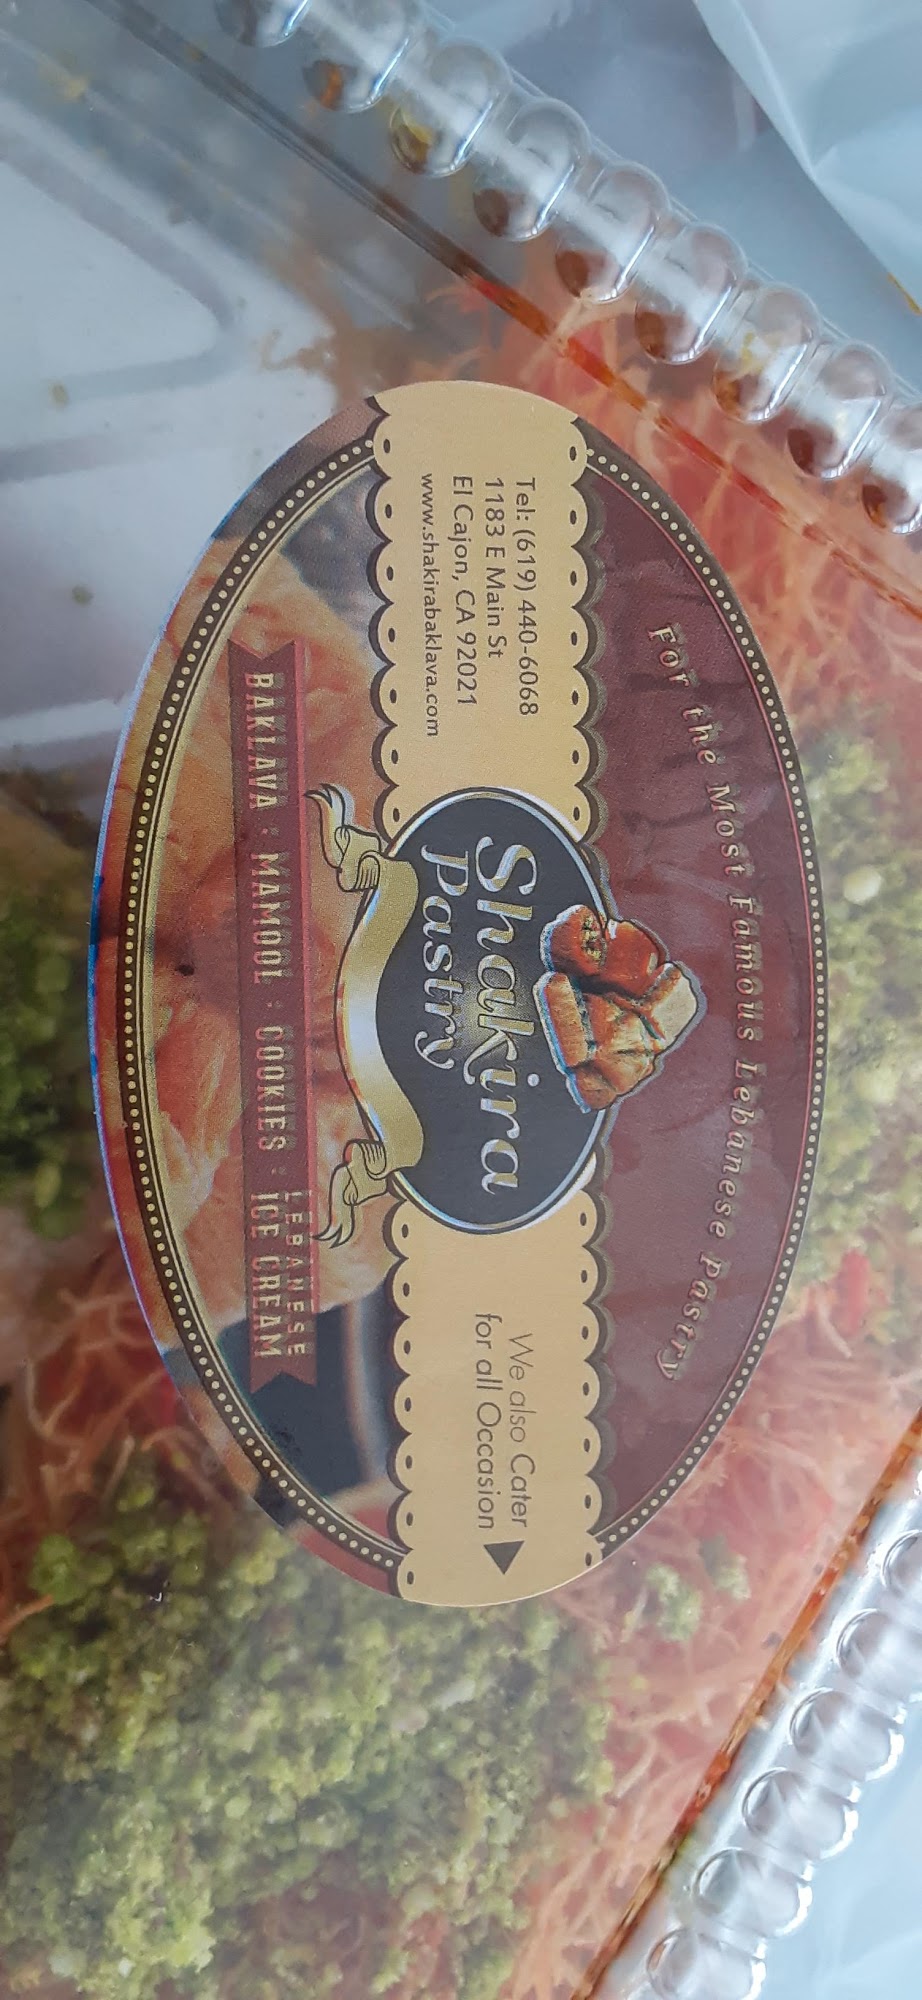 For the Most Famous Lebanese Pastry
Tel: (619) 440-6068
1183 E Main St
El Cajon, CA 92021
www.shakirabaklava.com
Shakira
Pastry
We also Cater
for all Occasion
BAKLAVA : MAMOOL : COOKIES : LEBANESE
ICE CREAM